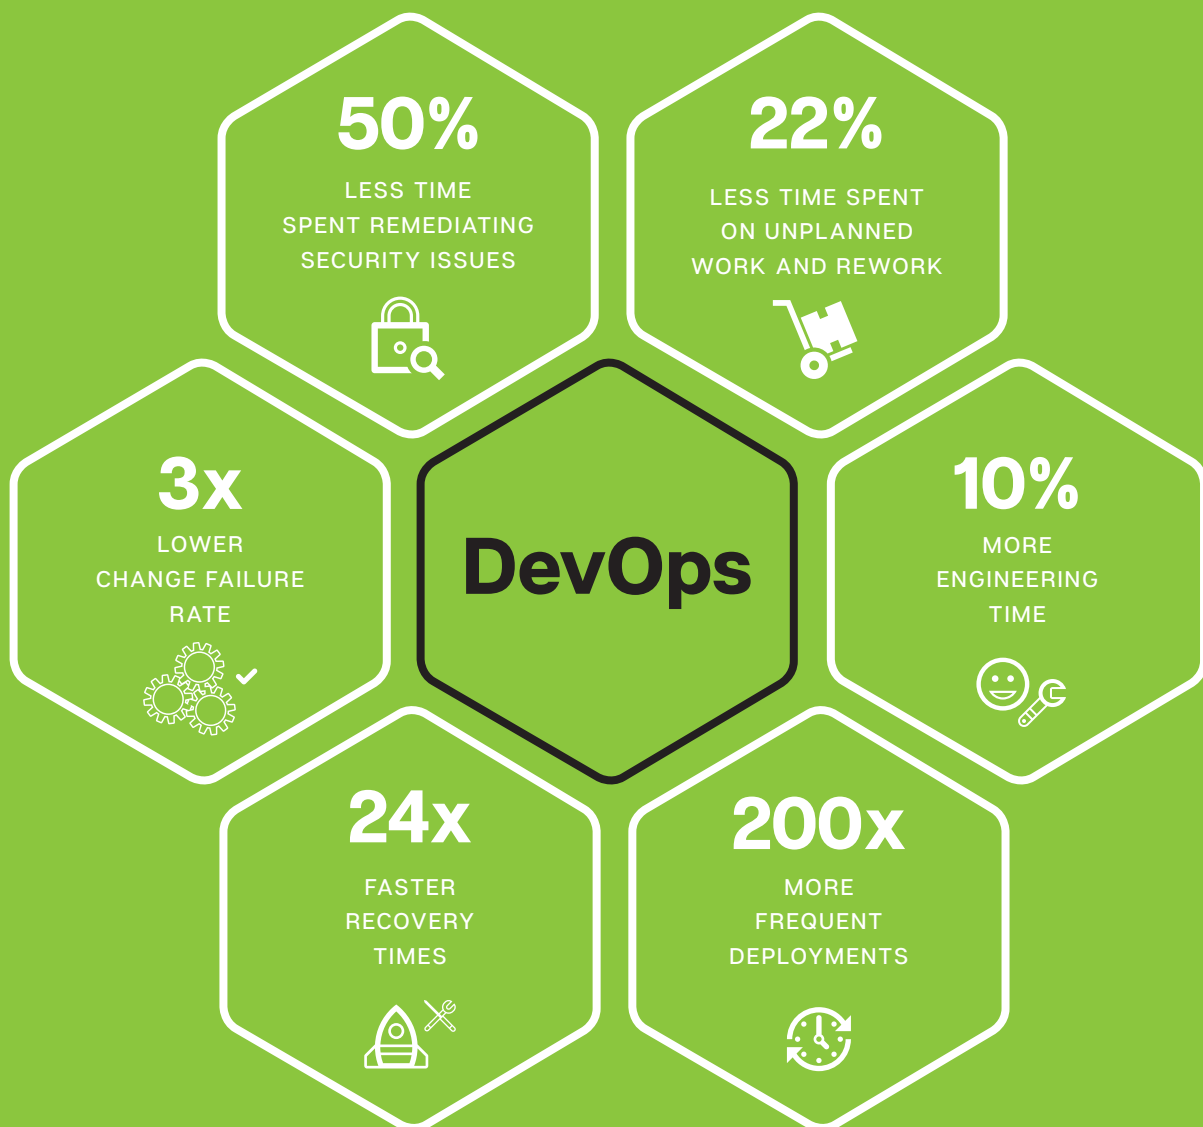 50%
LESS TIME
SPENT REMEDIATING
SECURITY ISSUES
22%
LESS TIME SPENT
ON UNPLANNED
WORK AND REWORK
3x
LOWER
CHANGE FAILURE
RATE
DevOps
10%
MORE
ENGINEERING
TIME
24x
FASTER
RECOVERY
TIMES
200x
MORE
FREQUENT
DEPLOYMENTS